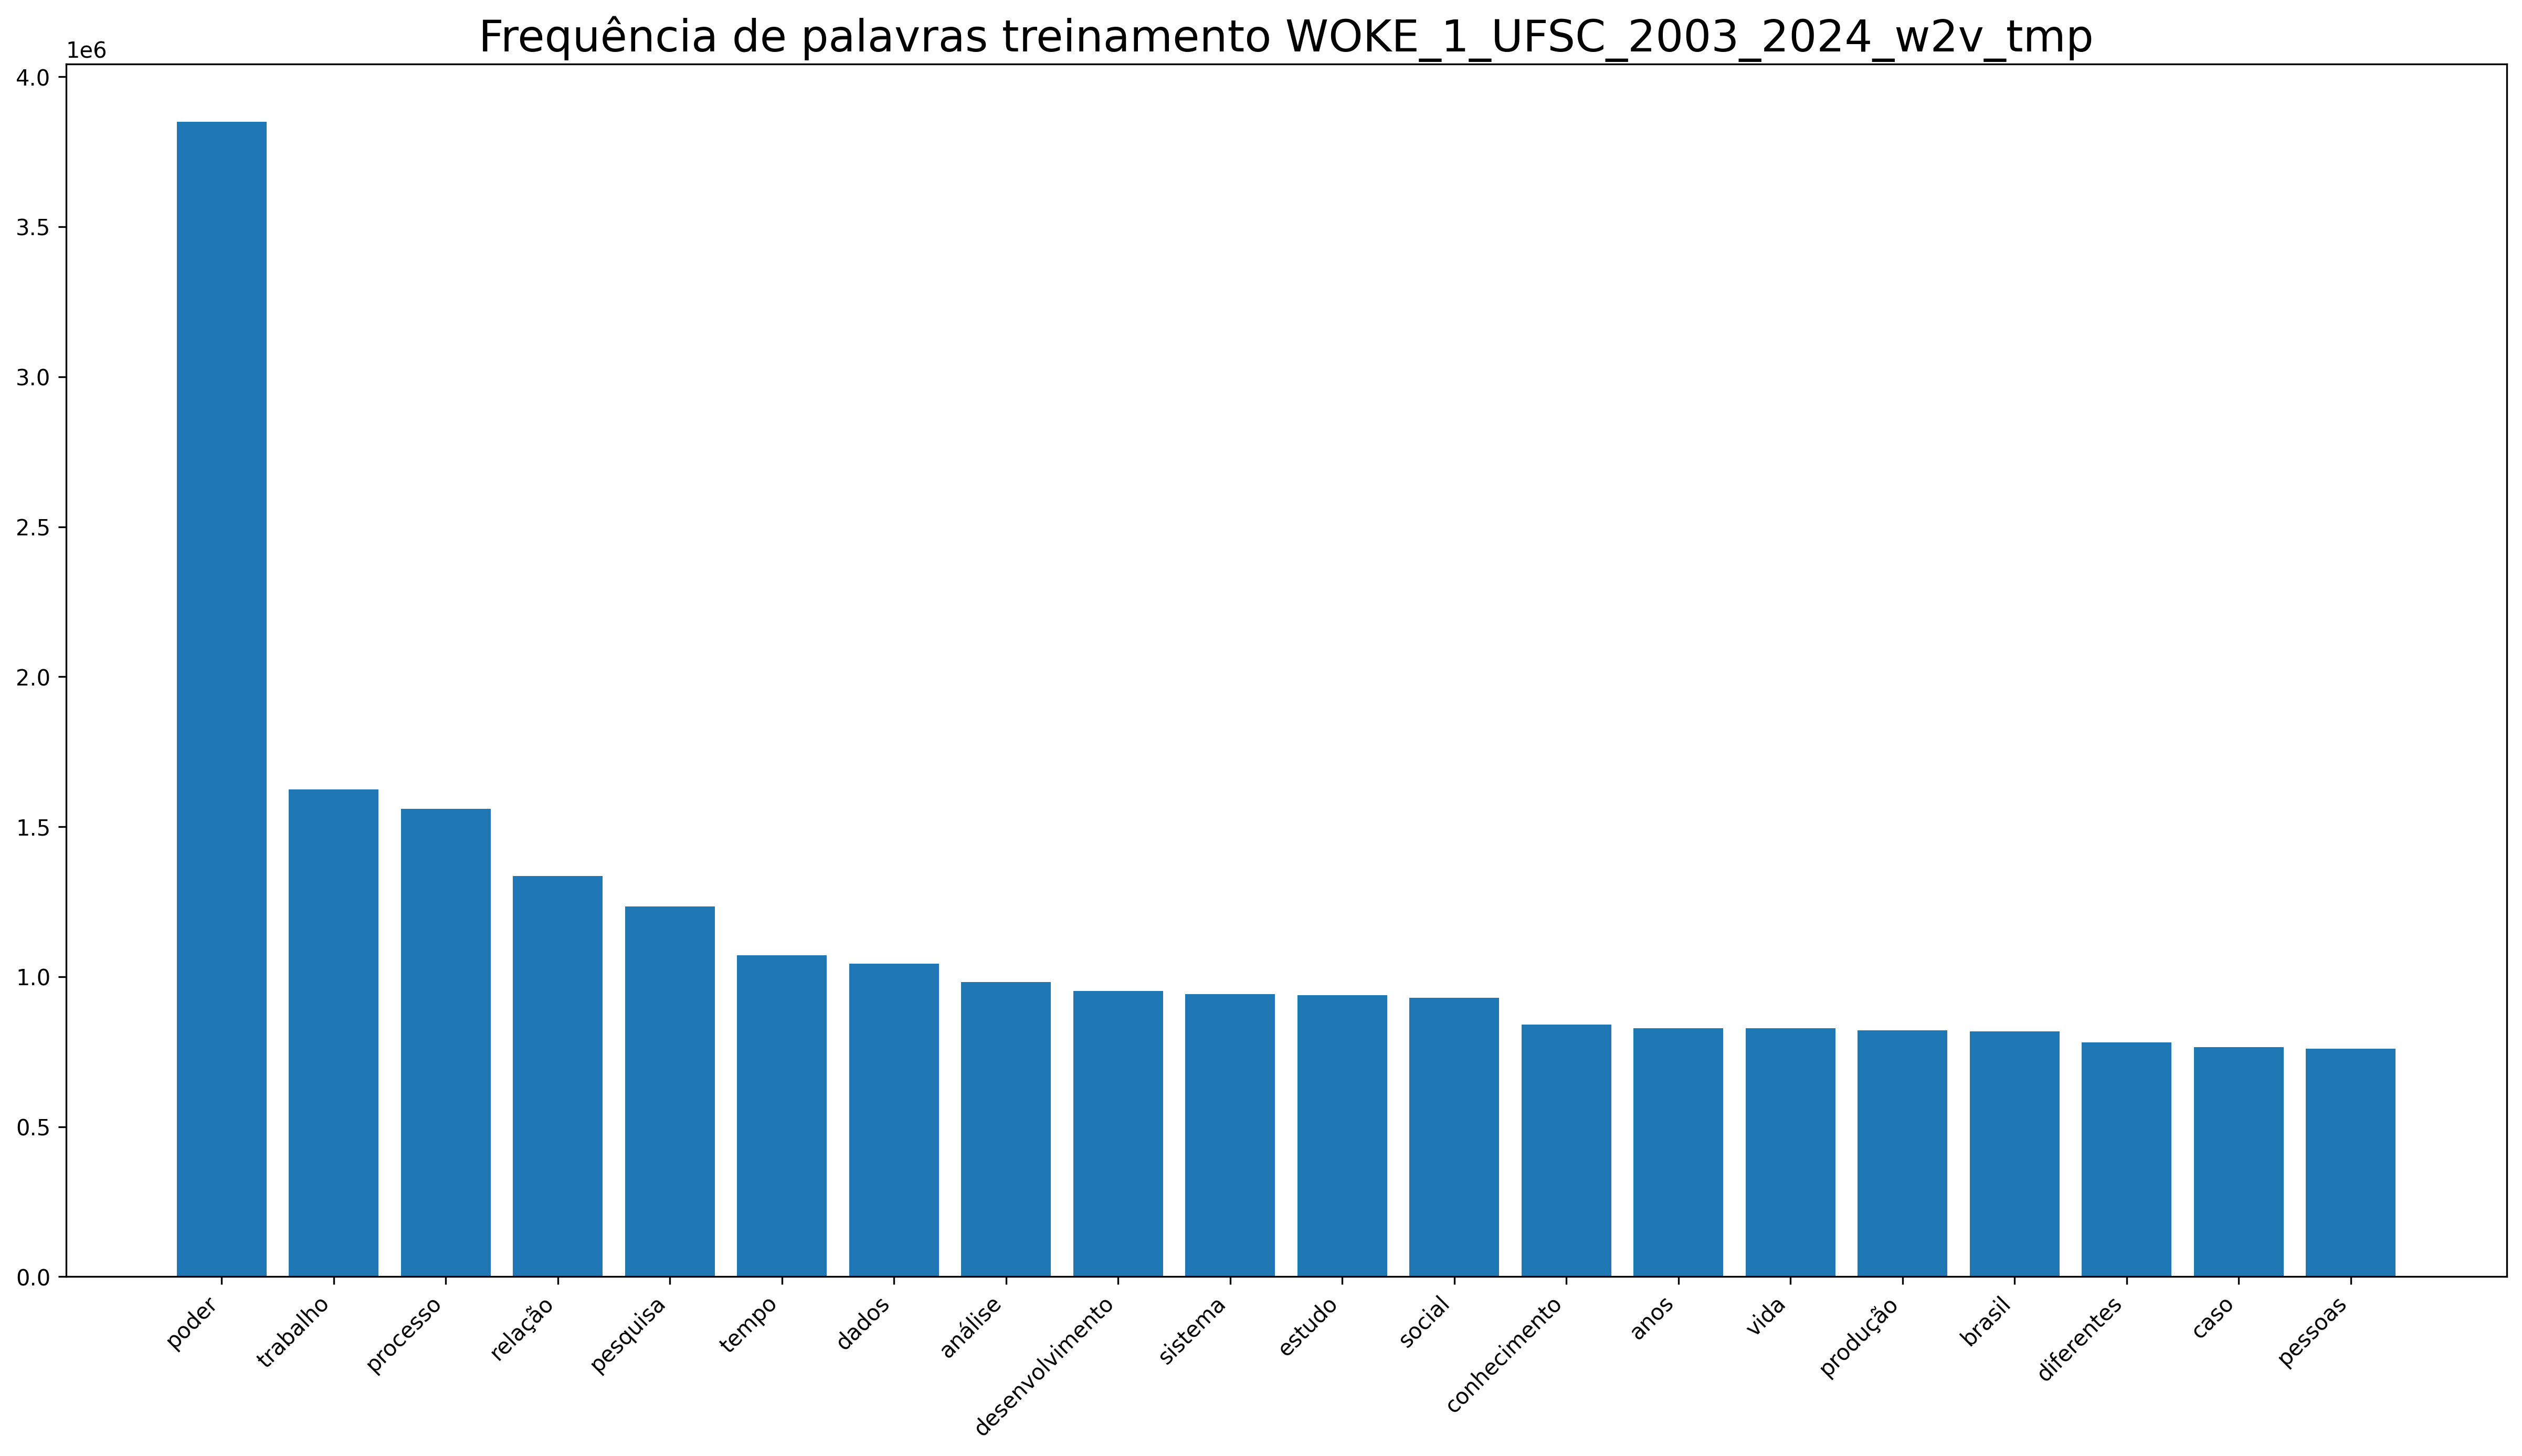 Frequência de palavras treinamento WOKE_1_UFSC_2003_2024_w2v_tmp
1e6
4.0
3.5
3.0
2.5
2.0
1.5
1.0
0.5
0.0
poder
trabalho
processo
relação
pesquisa
tempo
dados
análise
desenvolvimento
sistema
estudo
social
conhecimento
anos
vida
produção
brasil
diferentes
caso
pessoas